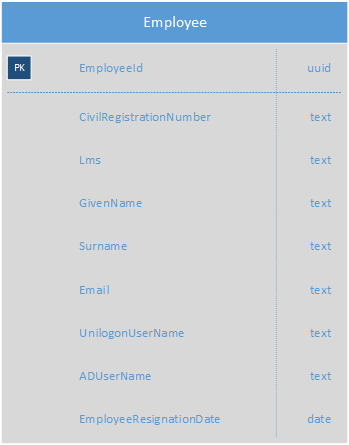 Employee
PK EmployeeId uuid
CivilRegistrationNumber text
Lms text
GivenName text
Surname text
Email text
UnilogonUserName text
ADUserName text
EmployeeResignationDate date